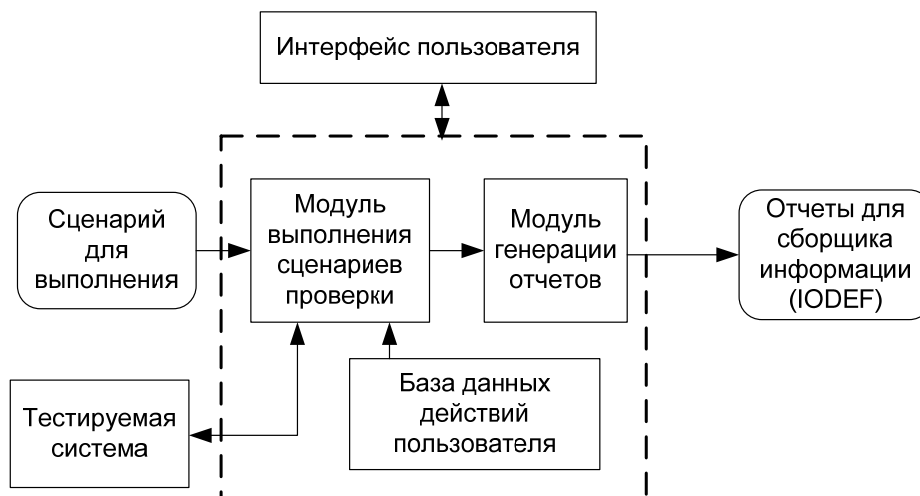 Интерфейс пользователя
Сценарий
для
выполнения
Модуль
выполнения
сценариев
проверки
Модуль
генерации
отчетов
Отчеты для
сборщика
информации
(IODEF)
Тестируемая
система
База данных
действий
пользователя